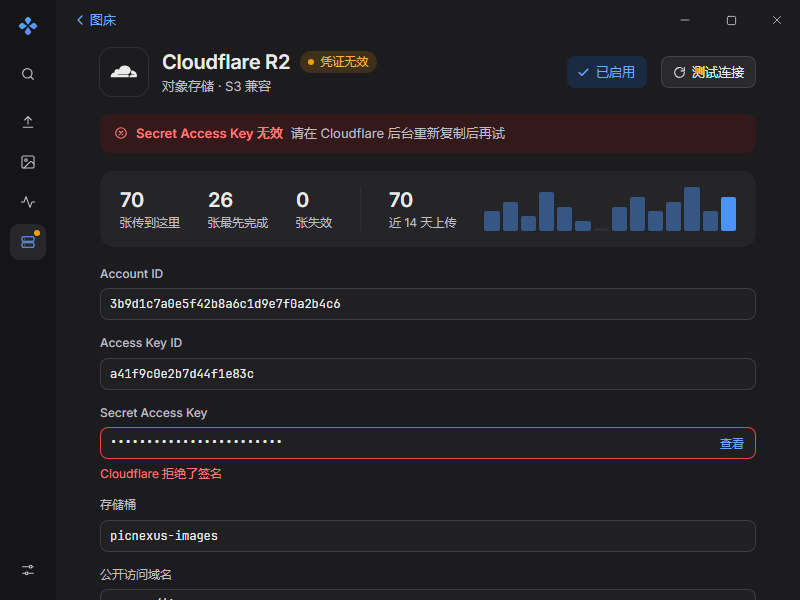 图床
Cloudflare R2
凭证无效
对象存储 · S3 兼容
已启用
测试连接
Secret Access Key 无效 请在 Cloudflare 后台重新复制后再试
70
26
0
70
张传到这里
张最先完成
张失效
近 14 天上传
Account ID
3b9d1c7a0e5f42b8a6c1d9e7f0a2b4c6
Access Key ID
a41f9c0e2b7d44f1e83c
Secret Access Key
••••••••••••••••••••••••
查看
Cloudflare 拒绝了签名
存储桶
picnexus-images
公开访问域名